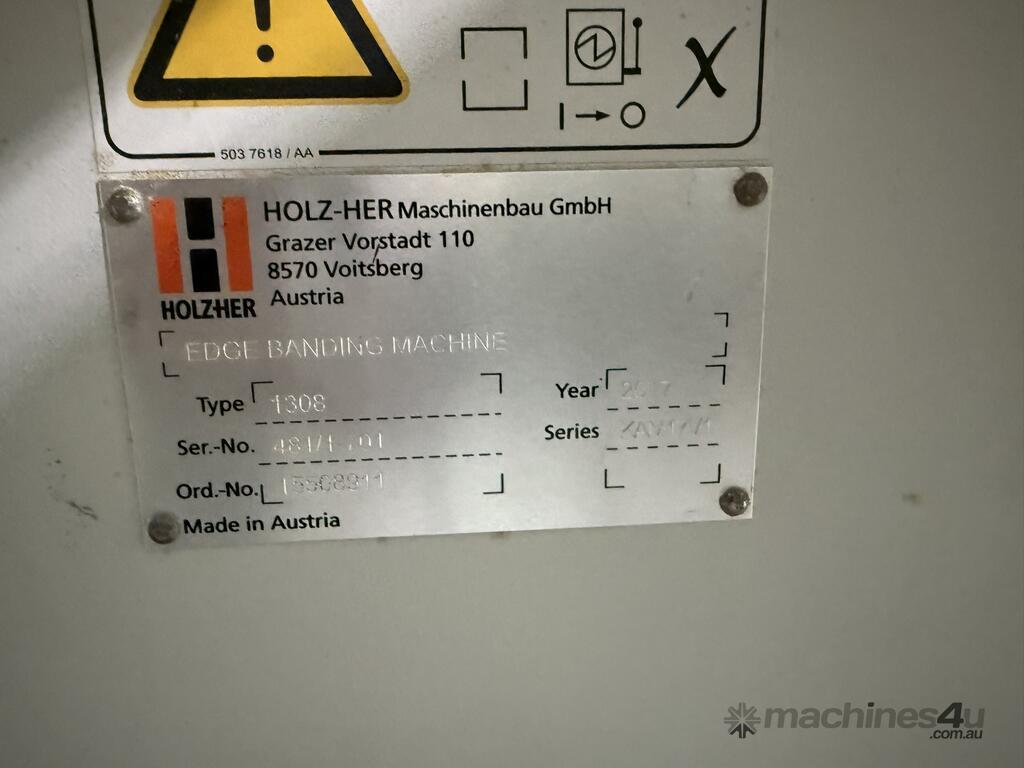 503 7618 / AA
HOLZ-HER Maschinenbau GmbH
Grazer Vorstadt 110
8570 Voitsberg
Austria
HOLZHER
EDGE BANDING MACHINE
Type 1308
Year
Ser.-No.
Series
Ord.-No.
Made in Austria
machines4u
.com.au